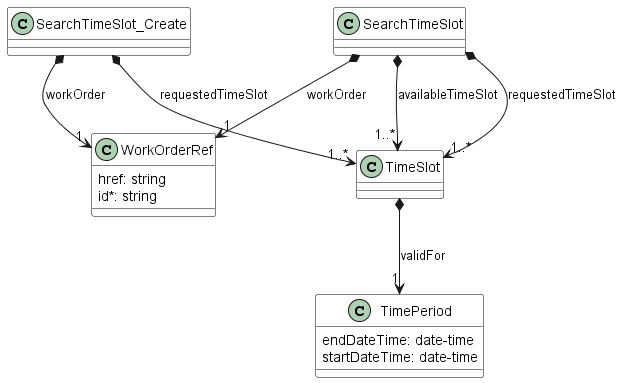 C SearchTimeSlot_Create
C SearchTimeSlot
workOrder
requestedTimeSlot
workOrder
availableTimeSlot
requestedTimeSlot
1
1
1..*
1..*
1..*
C WorkOrderRef
href: string
id*: string
C TimeSlot
validFor
1
C TimePeriod
endDateTime: date-time
startDateTime: date-time